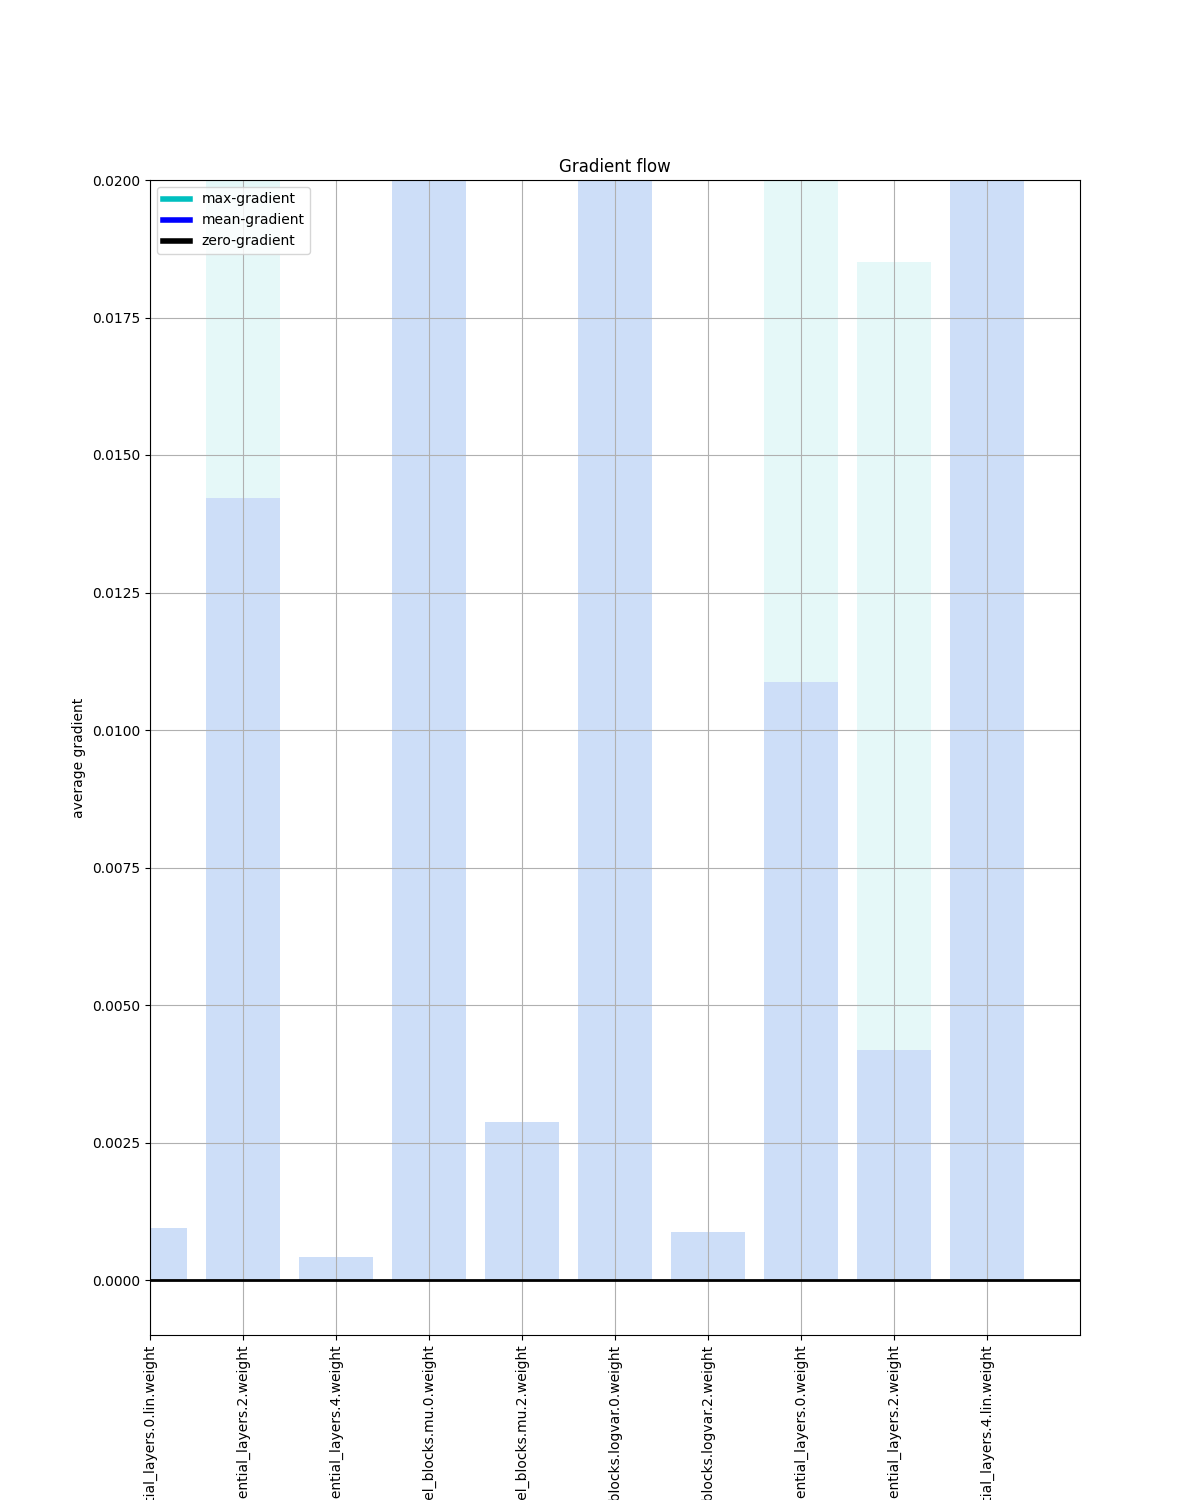 Gradient flow
max-gradient
mean-gradient
zero-gradient
0.0200
0.0175
0.0150
0.0125
0.0100
0.0075
0.0050
0.0025
0.0000
average gradient
tial_layers.0.lin.weight
ential_layers.2.weight
ential_layers.4.weight
el_blocks.mu.0.weight
el_blocks.mu.2.weight
blocks.logvar.0.weight
blocks.logvar.2.weight
ential_layers.0.weight
ential_layers.2.weight
tial_layers.4.lin.weight